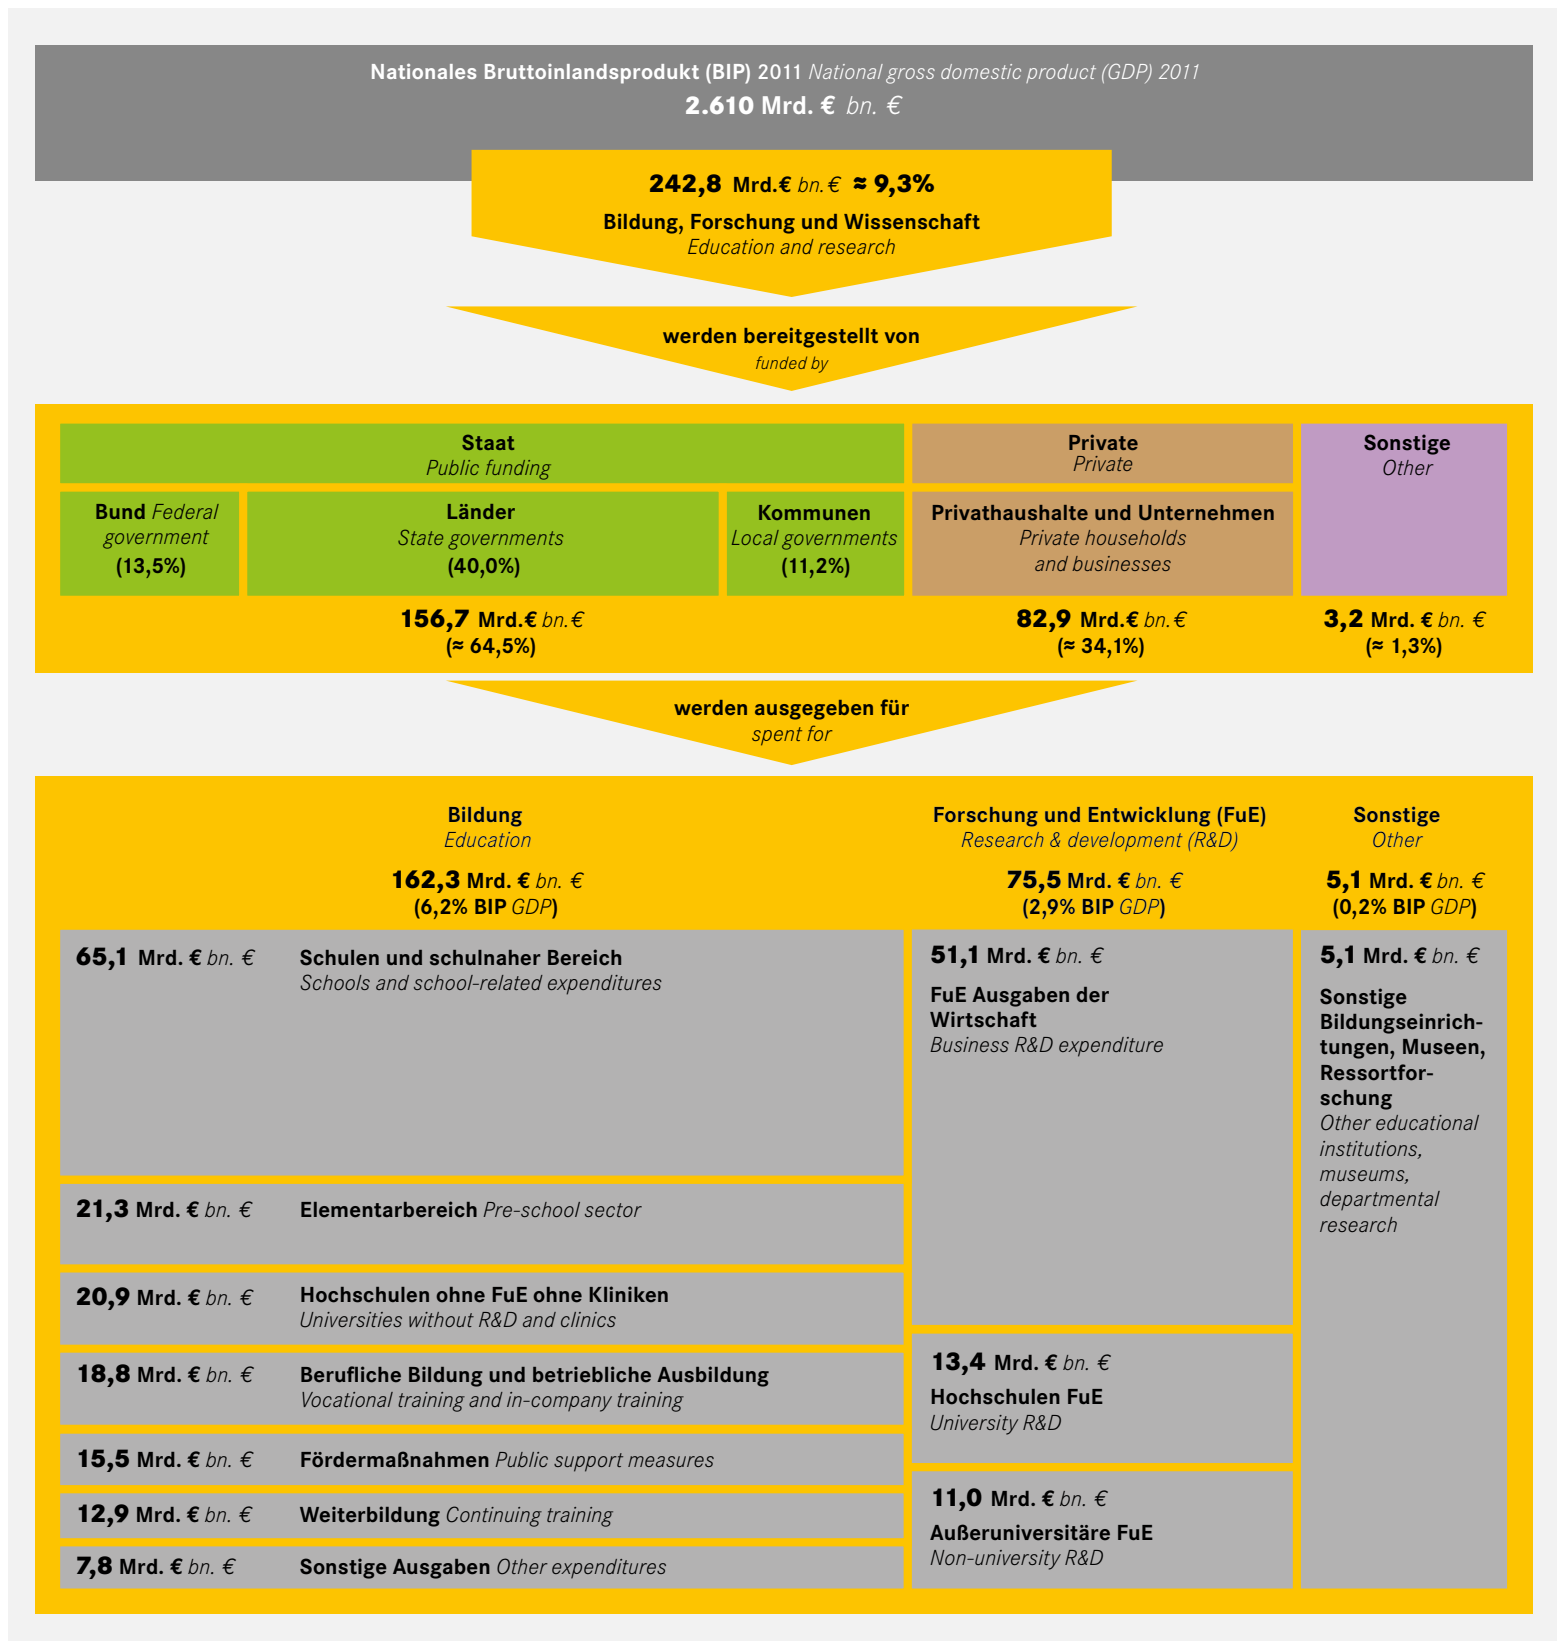 Nationales Bruttoinlandsprodukt (BIP) 2011 National gross domestic product (GDP) 2011
2.610 Mrd. € bn. €
242,8 Mrd.€ bn.€ ≈ 9,3%
Bildung, Forschung und Wissenschaft
Education and research
werden bereitgestellt von
funded by
Staat
Public funding
Private
Private
Sonstige
Other
Bund Federal
government
(13,5%)
Länder
State governments
(40,0%)
Kommunen
Local governments
(11,2%)
Privathaushalte und Unternehmen
Private households
and businesses
156,7 Mrd.€ bn.€
(≈ 64,5%)
82,9 Mrd.€ bn.€
(≈ 34,1%)
3,2 Mrd. € bn. €
(≈ 1,3%)
werden ausgegeben für
spent for
Bildung
Education
162,3 Mrd. € bn. €
(6,2% BIP GDP)
65,1 Mrd. € bn. € Schulen und schulnaher Bereich
Schools and school-related expenditures
21,3 Mrd. € bn. € Elementarbereich Pre-school sector
20,9 Mrd. € bn. € Hochschulen ohne FuE ohne Kliniken
Universities without R&D and clinics
18,8 Mrd. € bn. € Berufliche Bildung und betriebliche Ausbildung
Vocational training and in-company training
15,5 Mrd. € bn. € Fördermaßnahmen Public support measures
12,9 Mrd. € bn. € Weiterbildung Continuing training
7,8 Mrd. € bn. € Sonstige Ausgaben Other expenditures
Forschung und Entwicklung (FuE)
Research & development (R&D)
75,5 Mrd. € bn. €
(2,9% BIP GDP)
51,1 Mrd. € bn. €
FuE Ausgaben der
Wirtschaft
Business R&D expenditure
13,4 Mrd. € bn. €
Hochschulen FuE
University R&D
11,0 Mrd. € bn. €
Außeruniversitäre FuE
Non-university R&D
Sonstige
Other
5,1 Mrd. € bn. €
(0,2% BIP GDP)
5,1 Mrd. € bn. €
Sonstige
Bildungseinrich-
tungen, Museen,
Ressortfor-
schung
Other educational
institutions,
museums,
departmental
research